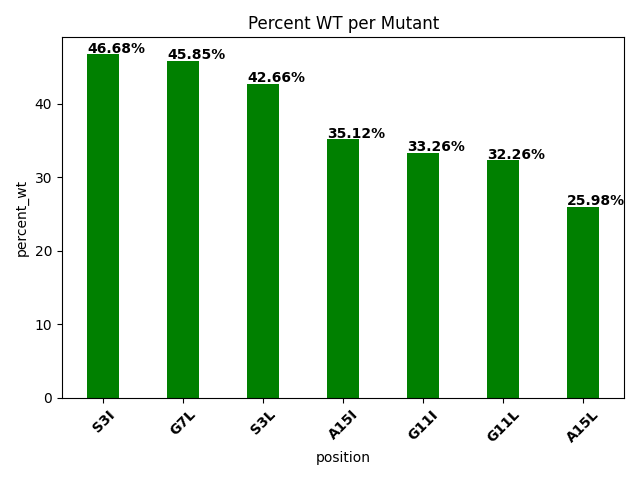 Percent WT per Mutant
46.68%
45.85%
42.66%
35.12%
33.26%
32.26%
25.98%
40
30
20
10
0
percent_wt
S3I
G7L
S3L
A15I
G11I
G11L
A15L
position